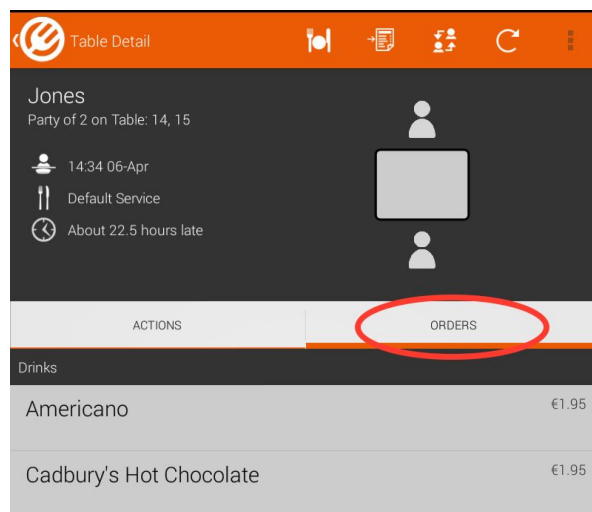 Table Detail
Jones
Party of 2 on Table: 14, 15
14:34 06-Apr
Default Service
About 22.5 hours late
ACTIONS ORDERS
Drinks
Americano €1.95
Cadbury's Hot Chocolate €1.95